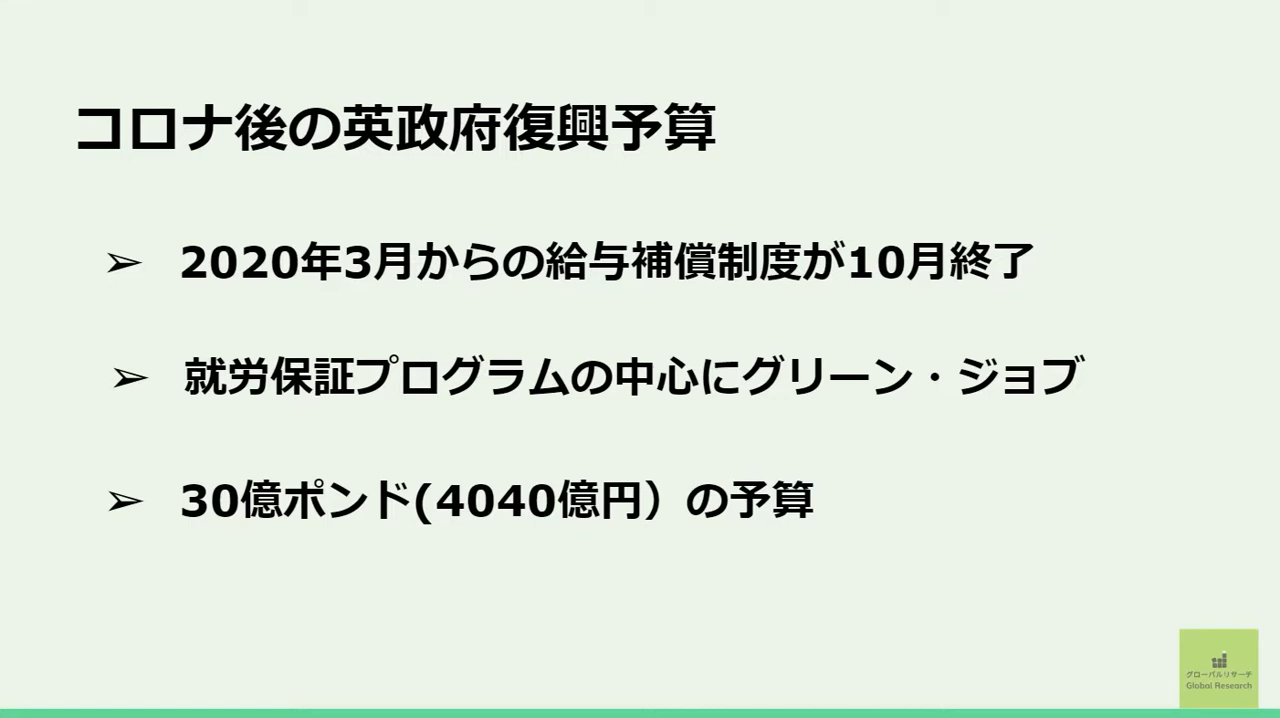 コロナ後の英政府復興予算
➢ 2020年3月からの給与補償制度が10月終了
➢ 就労保証プログラムの中心にグリーン・ジョブ
➢ 30億ポンド(4040億円）の予算
グローバルリサーチ
Global Research